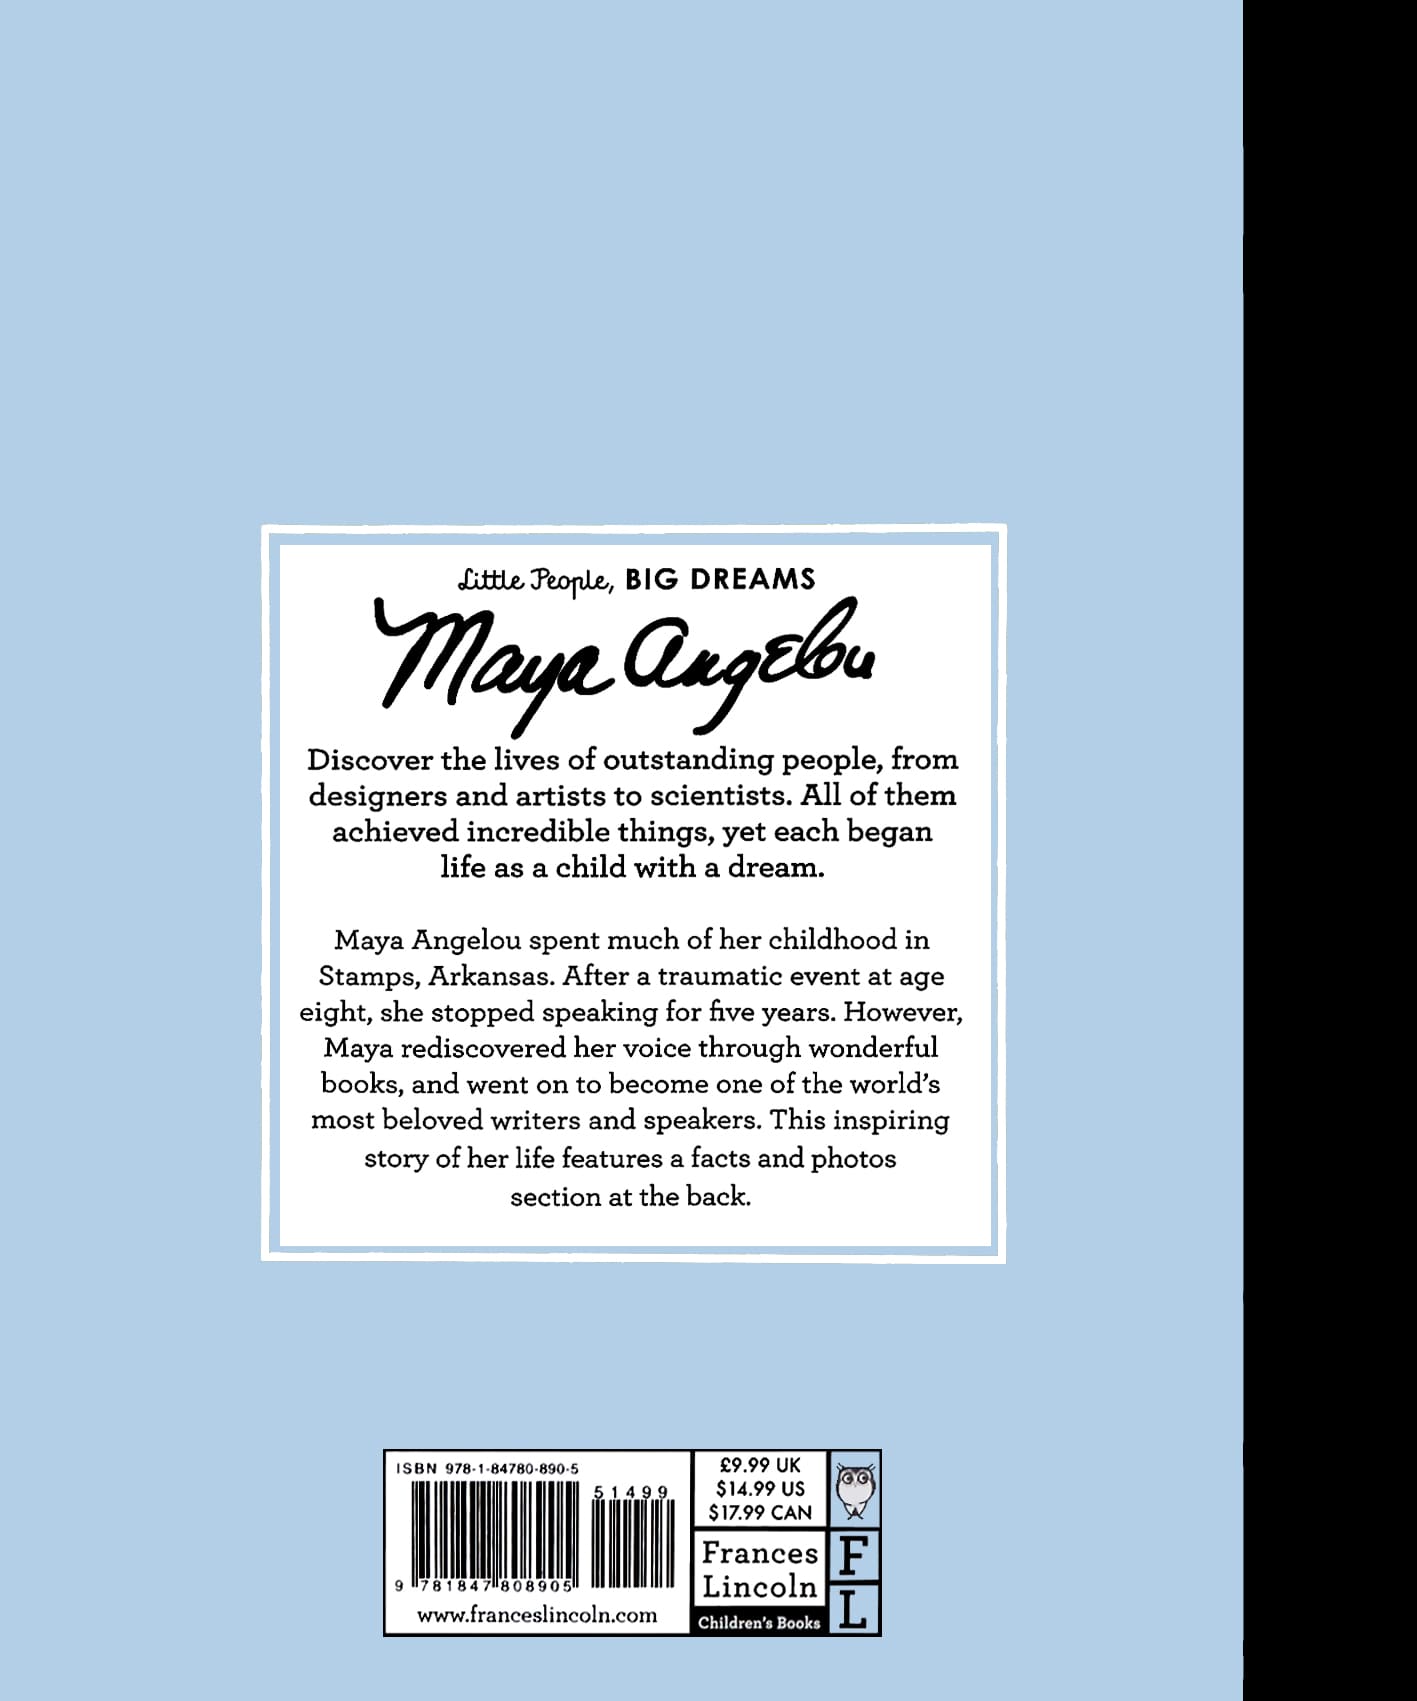 Little People, BIG DREAMS
Maya Angelou
Discover the lives of outstanding people, from
designers and artists to scientists. All of them
achieved incredible things, yet each began
life as a child with a dream.
Maya Angelou spent much of her childhood in
Stamps, Arkansas. After a traumatic event at age
eight, she stopped speaking for five years. However,
Maya rediscovered her voice through wonderful
books, and went on to become one of the world's
most beloved writers and speakers. This inspiring
story of her life features a facts and photos
section at the back.
ISBN 978-1-84780-890-5
51499
9 781847 808905
www.franceslincoln.com
£9.99 UK
$14.99 US
$17.99 CAN
Frances
Lincoln
Children's Books
F
L